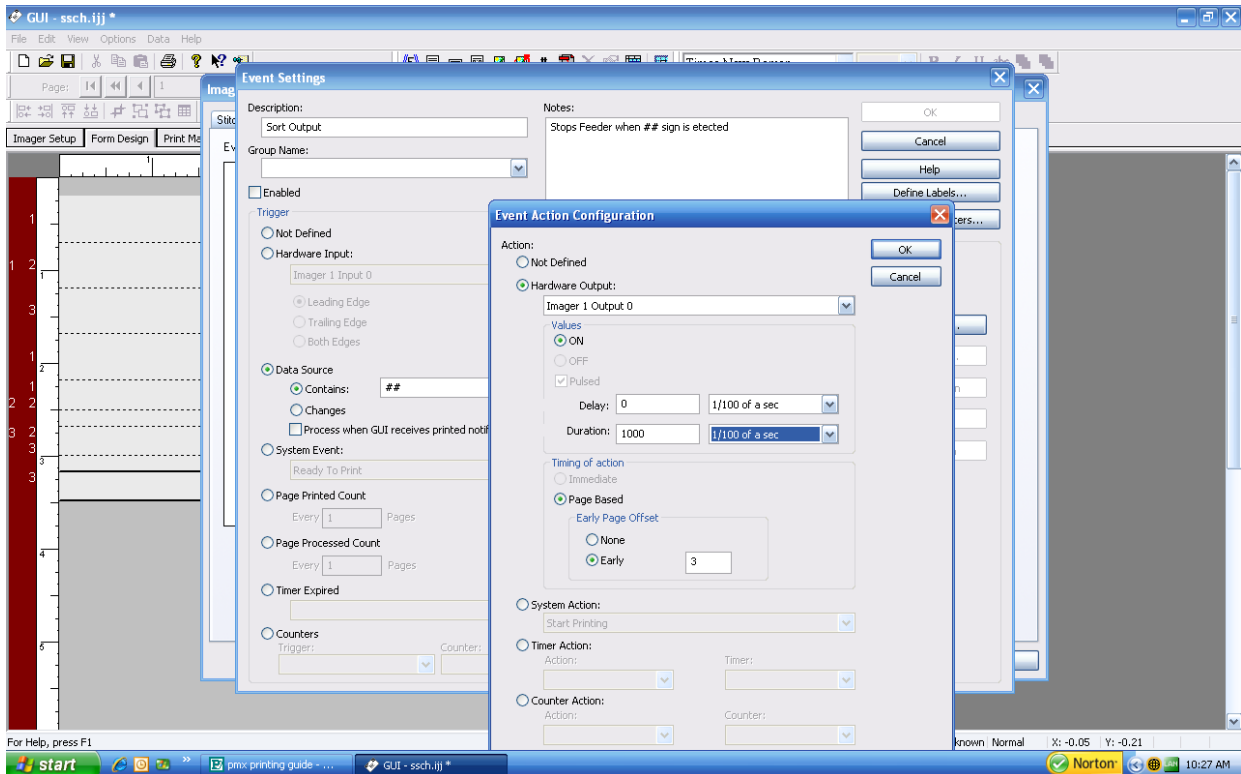 GUI - ssch.ijj *
File Edit View Options Data Help
Page: 1
Imager Setup Form Design Print Ma
Event Settings
Description:
Sort Output
Group Name:
Enabled
Notes:
Stops Feeder when ## sign is etected
OK
Cancel
Help
Define Labels...
ters...
Trigger
Not Defined
Hardware Input:
Imager 1 Input 0
Leading Edge
Trailing Edge
Both Edges
Data Source
Contains: ##
Changes
Process when GUI receives printed notif
System Event:
Ready To Print
Page Printed Count
Every 1 Pages
Page Processed Count
Every 1 Pages
Timer Expired
Counters
Trigger: Counter:
Event Action Configuration
Action:
Not Defined
Hardware Output:
Imager 1 Output 0
Values
ON
OFF
Pulsed
Delay: 0 1/100 of a sec
Duration: 1000 1/100 of a sec
Timing of action
Immediate
Page Based
Early Page Offset
None
Early 3
System Action:
Start Printing
Timer Action:
Action: Timer:
Counter Action:
Action: Counter:
OK
Cancel
For Help, press F1
known Normal X: -0.05 Y: -0.21
start
pmx printing guide - ...
GUI - ssch.ijj *
Norton
10:27 AM